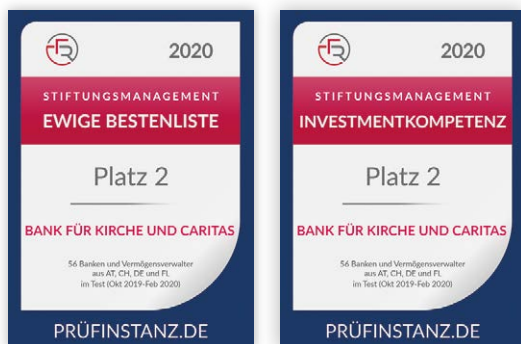 2020
STIFTUNGSMANAGEMENT
EWIGE BESTENLISTE
Platz 2
BANK FÜR KIRCHE UND CARITAS
56 Banken und Vermögensverwalter
aus AT, CH, DE und FL
im Test (Okt 2019-Feb 2020)
PRÜFINSTANZ.DE
2020
STIFTUNGSMANAGEMENT
INVESTMENTKOMPETENZ
Platz 2
BANK FÜR KIRCHE UND CARITAS
56 Banken und Vermögensverwalter
aus AT, CH, DE und FL
im Test (Okt 2019-Feb 2020)
PRÜFINSTANZ.DE